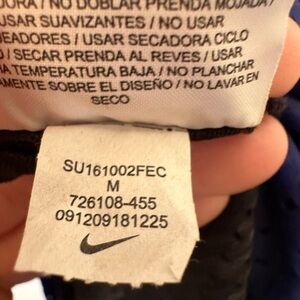 / NO DOBLAR PRENDA MOJADA /
USAR SUAVIZANTES / NO USAR
/ USAR SECADORA CICLO
/ SECAR PRENDA AL REVES / USAR
TEMPERATURA BAJA / NO PLANCHAR
SOBRE EL DISEÑO / NO LAVAR EN
SECO
SU161002FEC
M
726108-455
091209181225